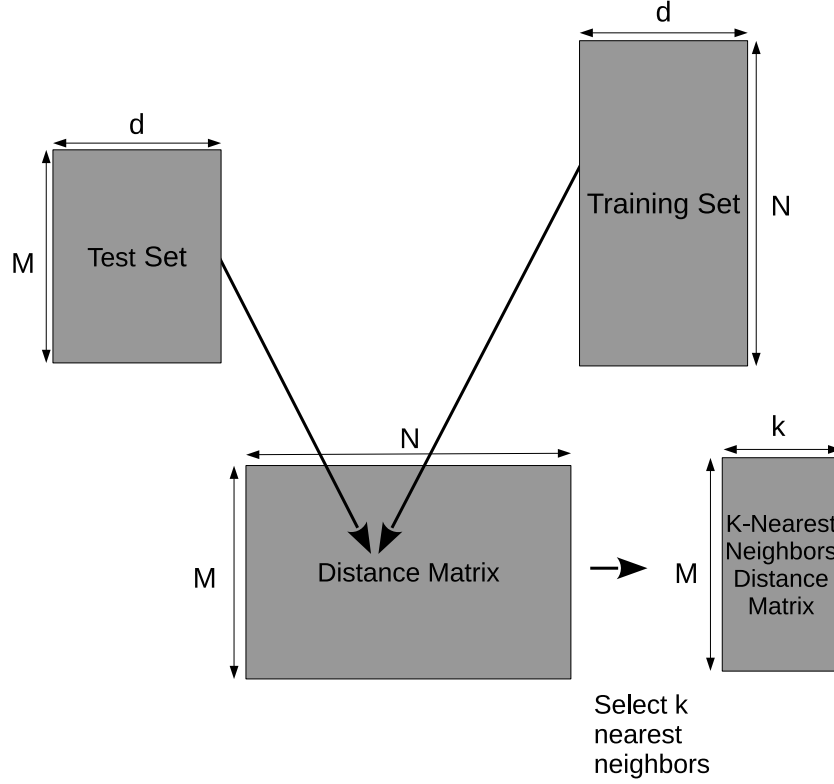 d
d
M
Test Set
Training Set
N
N
k
M
Distance Matrix
M
K-Nearest
Neighbors
Distance
Matrix
Select k
nearest
neighbors